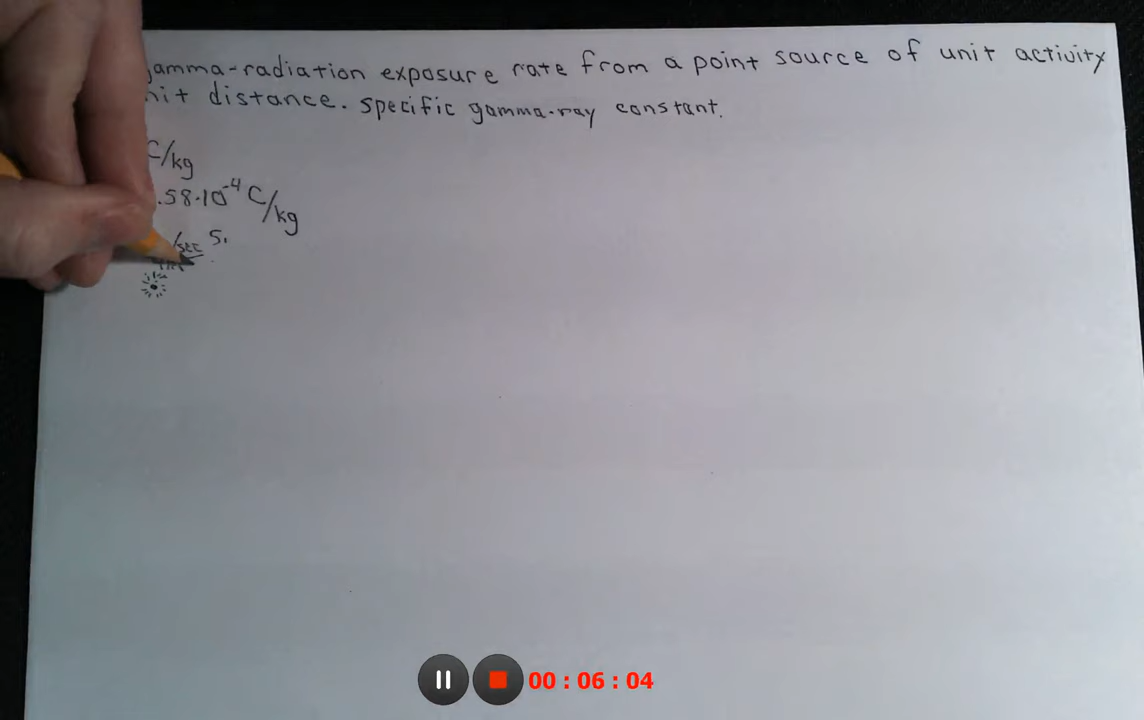 amma-radiation exposure rate from a point source of unit activity
nit distance. specific gamma-ray constant.
C/kg
.58·10⁻⁴ C/kg
/sec S.
00 : 06 : 04